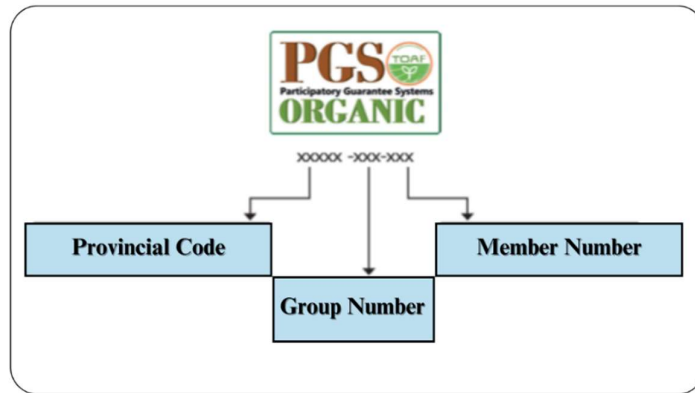 PGS
TOAF
Participatory Guarantee Systems
ORGANIC
xxxxx -xxx-xxx
Provincial Code
Member Number
Group Number